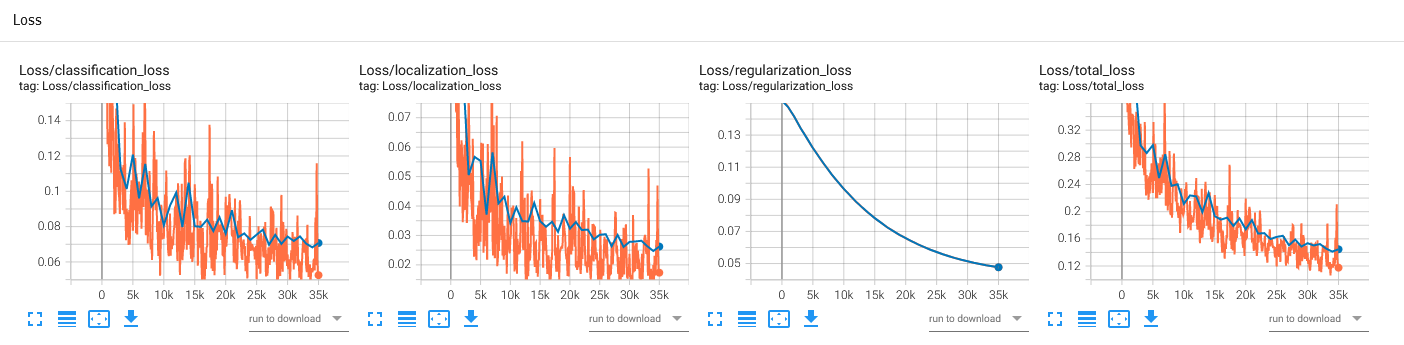 Loss
Loss/classification_loss
tag: Loss/classification_loss
0.14
0.12
0.1
0.08
0.06
0 5k 10k 15k 20k 25k 30k 35k
run to download
Loss/localization_loss
tag: Loss/localization_loss
0.07
0.06
0.05
0.04
0.03
0.02
0 5k 10k 15k 20k 25k 30k 35k
run to download
Loss/regularization_loss
tag: Loss/regularization_loss
0.13
0.11
0.09
0.07
0.05
0 5k 10k 15k 20k 25k 30k 35k
run to download
Loss/total_loss
tag: Loss/total_loss
0.32
0.28
0.24
0.2
0.16
0.12
0 5k 10k 15k 20k 25k 30k 35k
run to download